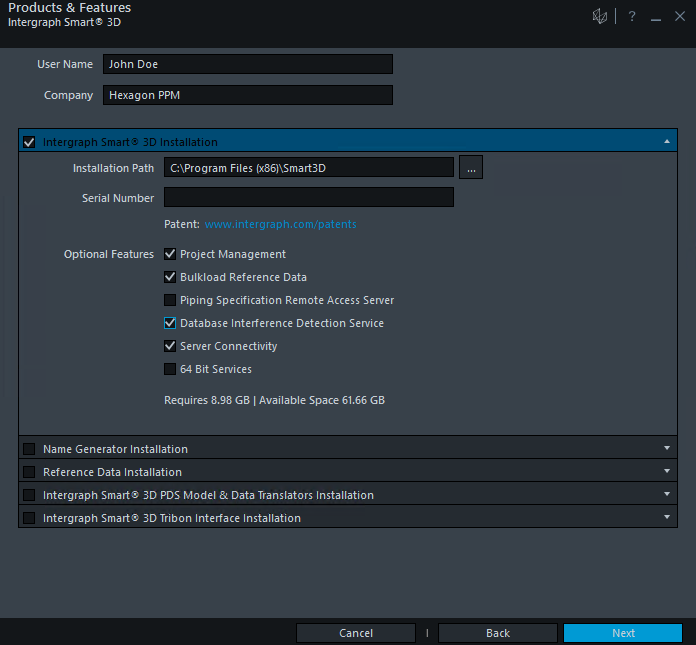 Products & Features
Intergraph Smart® 3D
?
User Name John Doe
Company Hexagon PPM
Intergraph Smart® 3D Installation
Installation Path C:\Program Files (x86)\Smart3D ...
Serial Number
Patent: www.intergraph.com/patents
Optional Features Project Management
Bulkload Reference Data
Piping Specification Remote Access Server
Database Interference Detection Service
Server Connectivity
64 Bit Services
Requires 8.98 GB | Available Space 61.66 GB
Name Generator Installation
Reference Data Installation
Intergraph Smart® 3D PDS Model & Data Translators Installation
Intergraph Smart® 3D Tribon Interface Installation
Cancel | Back Next